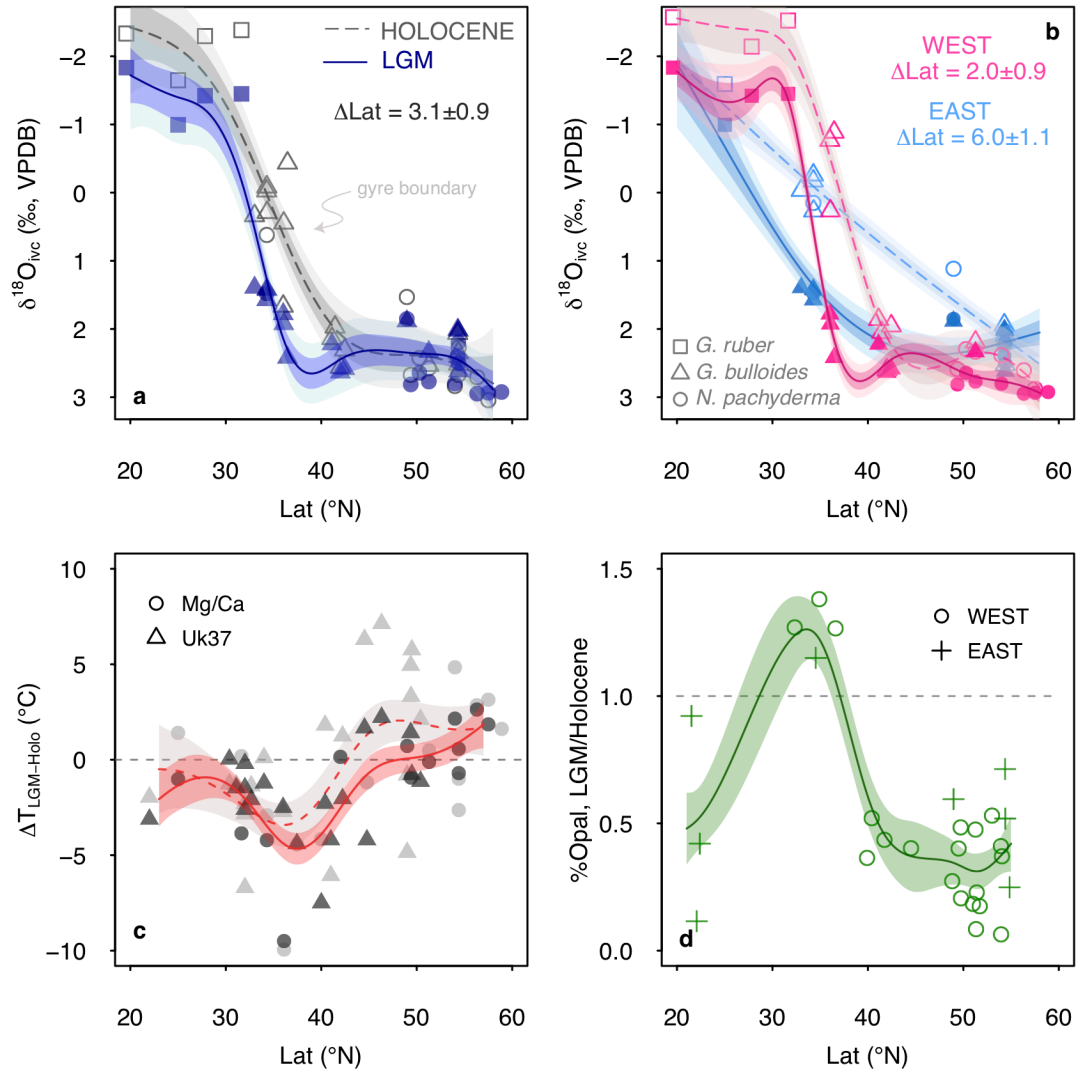 HOLOCENE
LGM
ΔLat = 3.1±0.9
gyre boundary
a
−2
−1
0
1
2
3
δ18Oivc (‰, VPDB)
20 30 40 50 60
Lat (°N)
b
WEST
ΔLat = 2.0±0.9
EAST
ΔLat = 6.0±1.1
G. ruber
G. bulloides
N. pachyderma
−2
−1
0
1
2
3
δ18Oivc (‰, VPDB)
20 30 40 50 60
Lat (°N)
Mg/Ca
Uk37
c
10
5
0
−5
−10
ΔTLGM−Holo (°C)
20 30 40 50 60
Lat (°N)
WEST
EAST
d
1.5
1.0
0.5
0.0
%Opal, LGM/Holocene
20 30 40 50 60
Lat (°N)